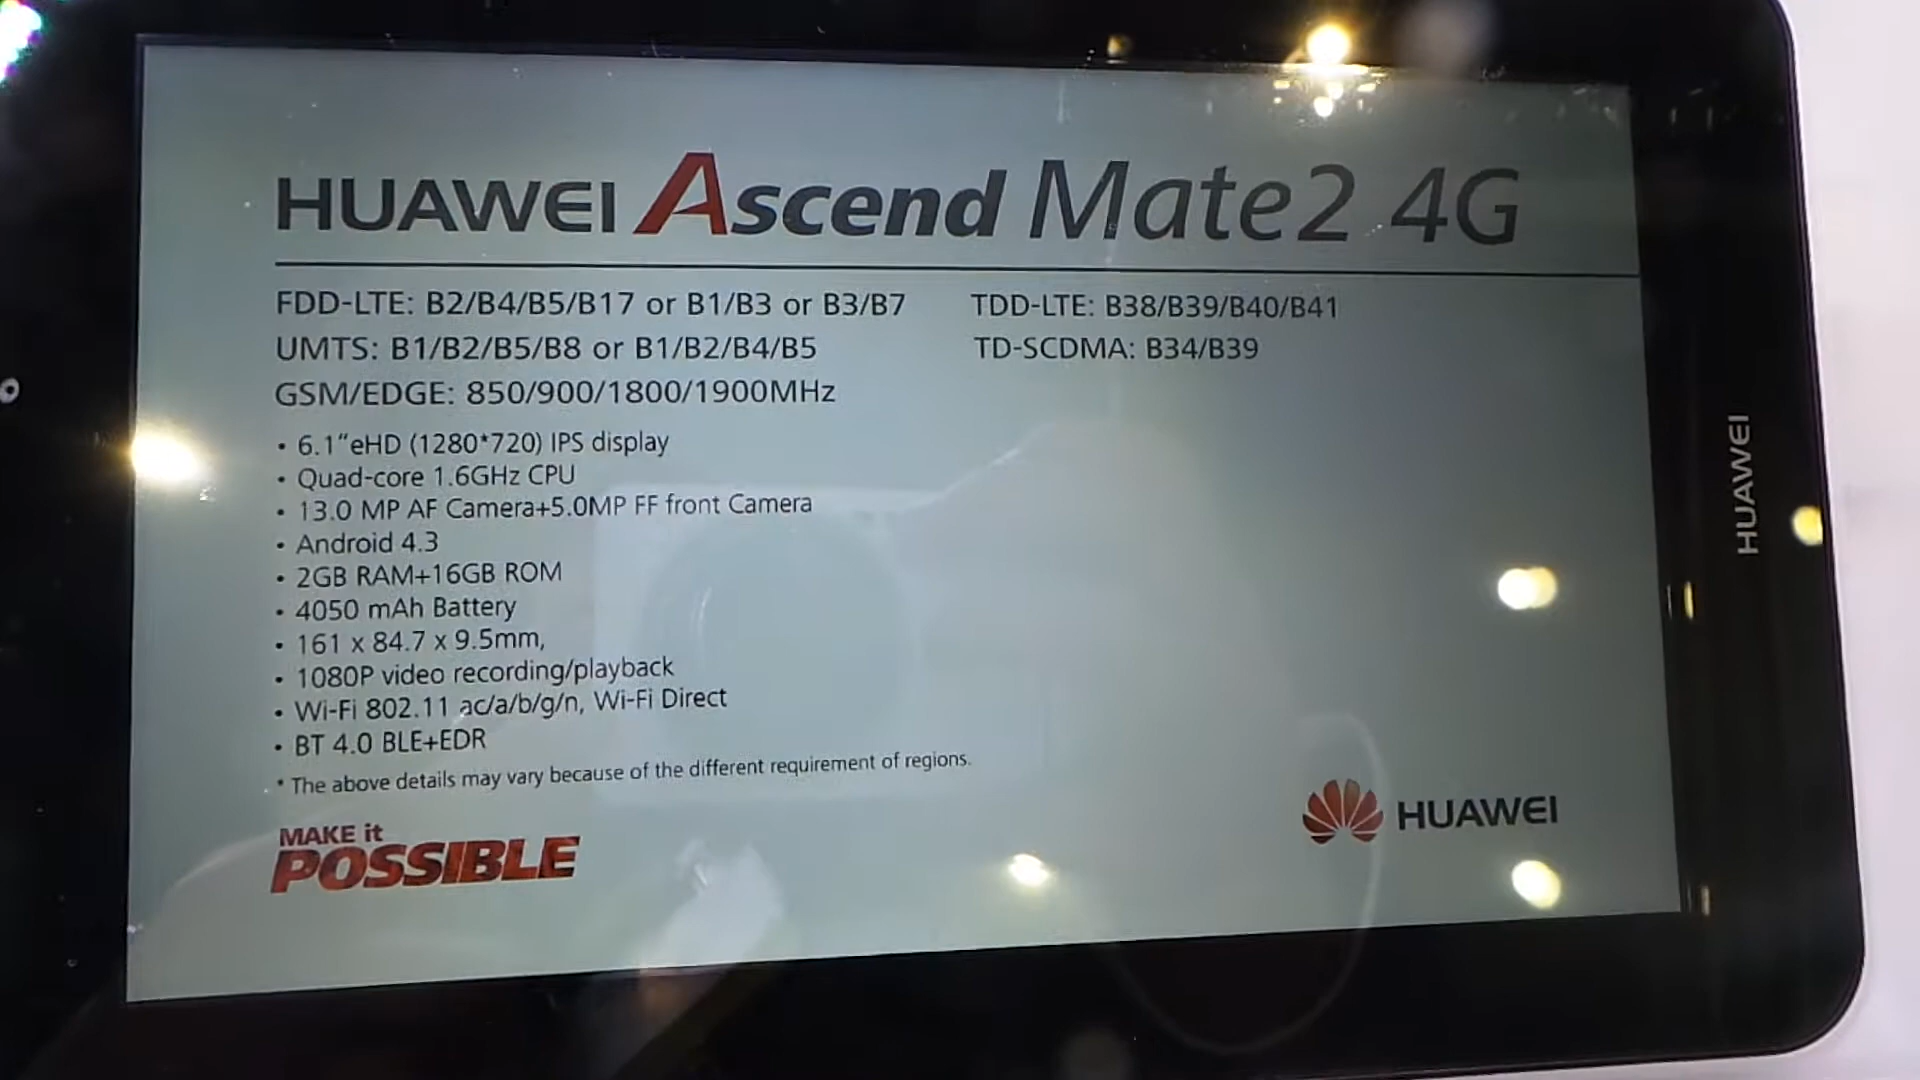 HUAWEI Ascend Mate2 4G
FDD-LTE: B2/B4/B5/B17 or B1/B3 or B3/B7
TDD-LTE: B38/B39/B40/B41
UMTS: B1/B2/B5/B8 or B1/B2/B4/B5
TD-SCDMA: B34/B39
GSM/EDGE: 850/900/1800/1900MHz
• 6.1"eHD (1280*720) IPS display
• Quad-core 1.6GHz CPU
• 13.0 MP AF Camera+5.0MP FF front Camera
• Android 4.3
• 2GB RAM+16GB ROM
• 4050 mAh Battery
• 161 x 84.7 x 9.5mm,
• 1080P video recording/playback
• Wi-Fi 802.11 ac/a/b/g/n, Wi-Fi Direct
• BT 4.0 BLE+EDR
* The above details may vary because of the different requirement of regions.
MAKE it
POSSIBLE
HUAWEI
HUAWEI